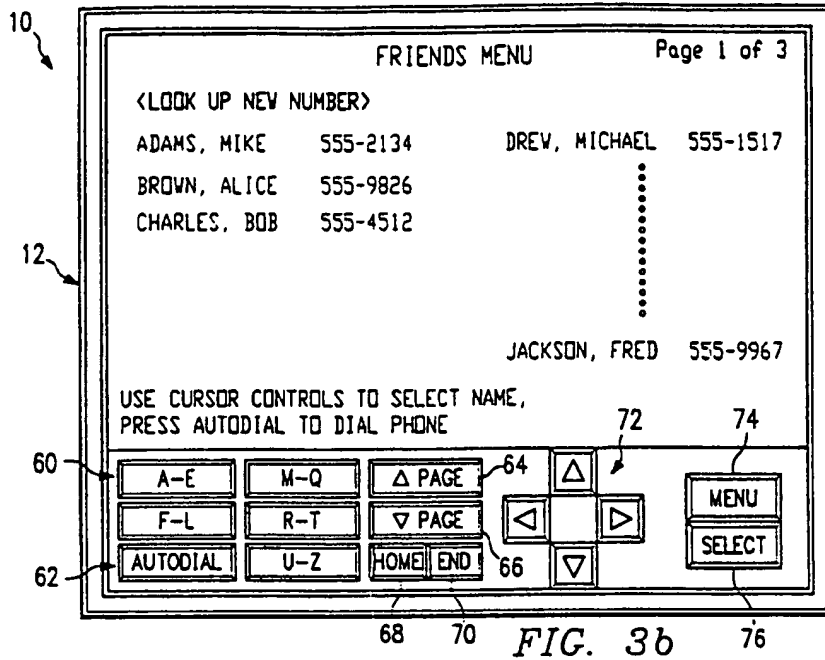 10
FRIENDS MENU Page 1 of 3
<LOOK UP NEW NUMBER>
ADAMS, MIKE 555-2134 DREW, MICHAEL 555-1517
BROWN, ALICE 555-9826
CHARLES, BOB 555-4512
12
JACKSON, FRED 555-9967
USE CURSOR CONTROLS TO SELECT NAME,
PRESS AUTODIAL TO DIAL PHONE
72 74
60 A-E M-Q △ PAGE 64 △ MENU
F-L R-T ▽ PAGE 66 ◁ ▷ SELECT
62 AUTODIAL U-Z HOME END ▽
68 70 FIG. 3b 76